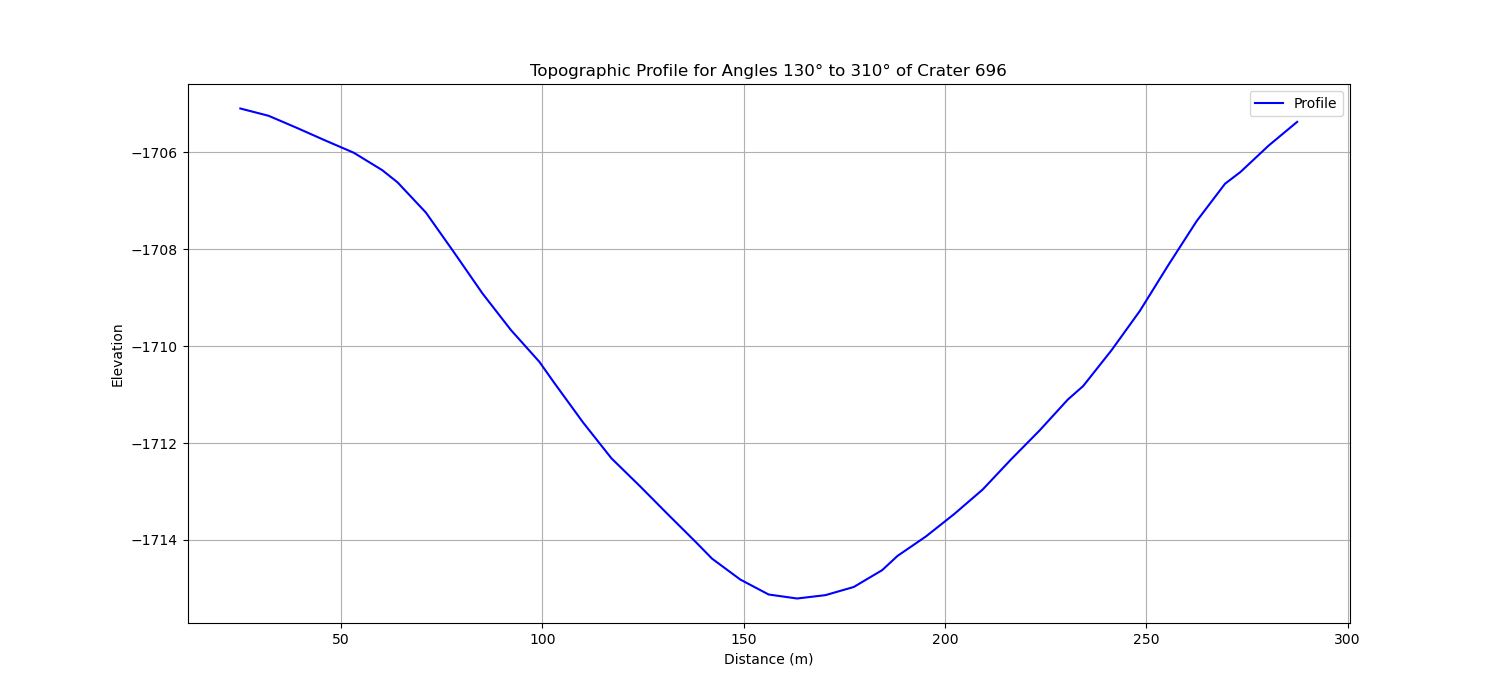 Topographic Profile for Angles 130° to 310° of Crater 696
Profile
−1706
−1708
−1710
−1712
−1714
Elevation
50 100 150 200 250 300
Distance (m)